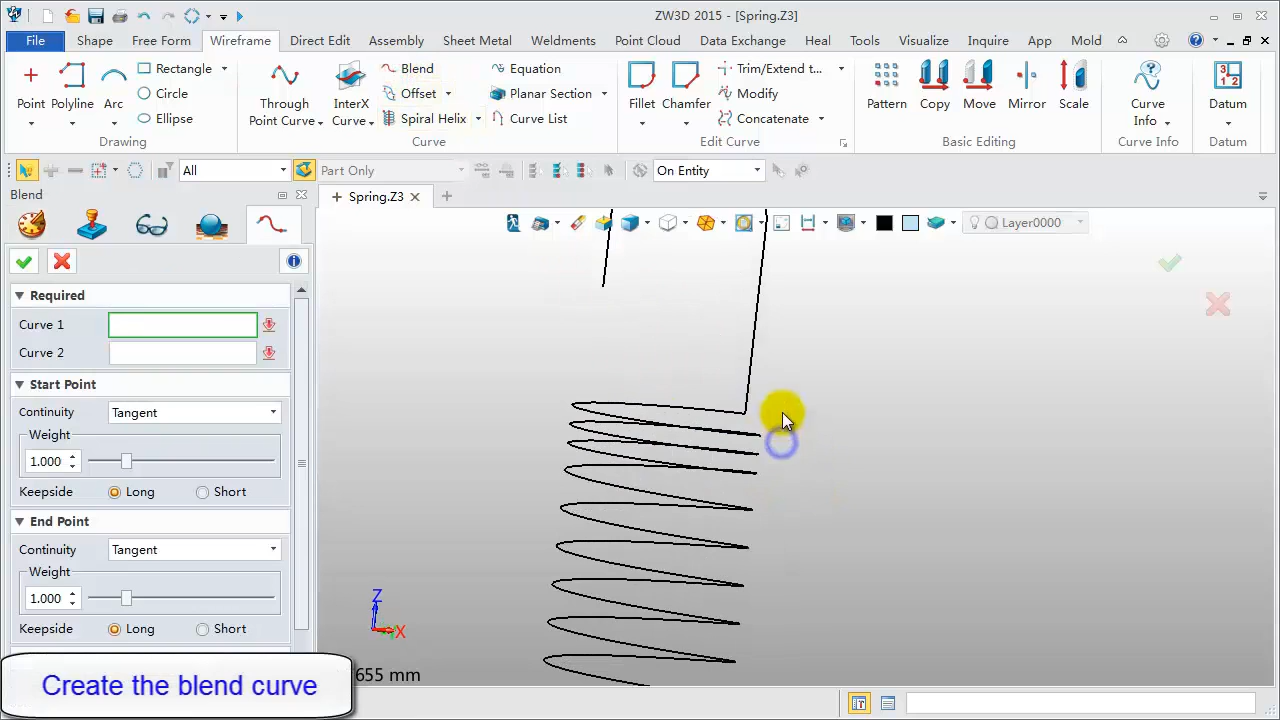 ZW3D 2015 - [Spring.Z3]
File Shape Free Form Wireframe Direct Edit Assembly SheetMetal Weldments Point Cloud Data Exchange Heal Tools Visualize Inquire App Mold
Point Polyline Arc
Rectangle
Circle
Ellipse
Drawing
Through Point Curve
InterX Curve
Blend
Offset
Spiral Helix
Equation
Planar Section
Curve List
Curve
Fillet
Chamfer
Trim/Extend t...
Modify
Concatenate
Edit Curve
Pattern Copy Move Mirror Scale
Basic Editing
Curve Info
Curve Info
Datum
Datum
All
Part Only
On Entity
Blend
Spring.Z3
Layer0000
Required
Curve 1
Curve 2
Start Point
Continuity Tangent
Weight
1.000
Keepside Long Short
End Point
Continuity Tangent
Weight
1.000
Keepside Long Short
Z
X
655 mm
Create the blend curve